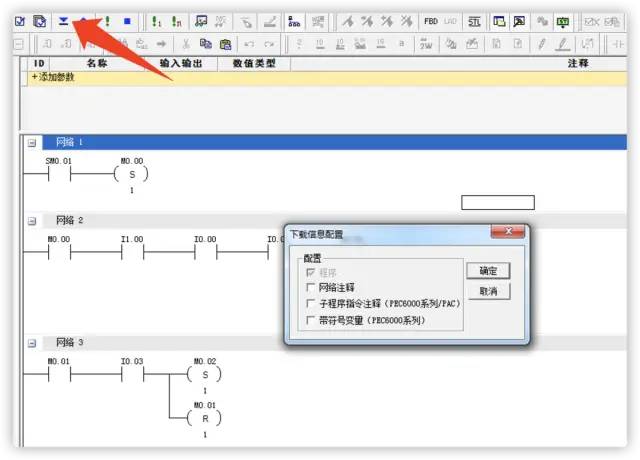 FBD LAD STL
ID 名称 输入输出 数值类型 注释
+添加参数
网络 1
SM0.01 M0.00
S
1
网络 2
M0.00 I1.00 I0.00 I0.0
下载信息配置
配置
程序
网络注释
子程序指令注释（PEC6000系列/PAC）
带符号变量（PEC6000系列）
确定
取消
网络 3
M0.01 I0.03 M0.02
S
1
M0.01
R
1